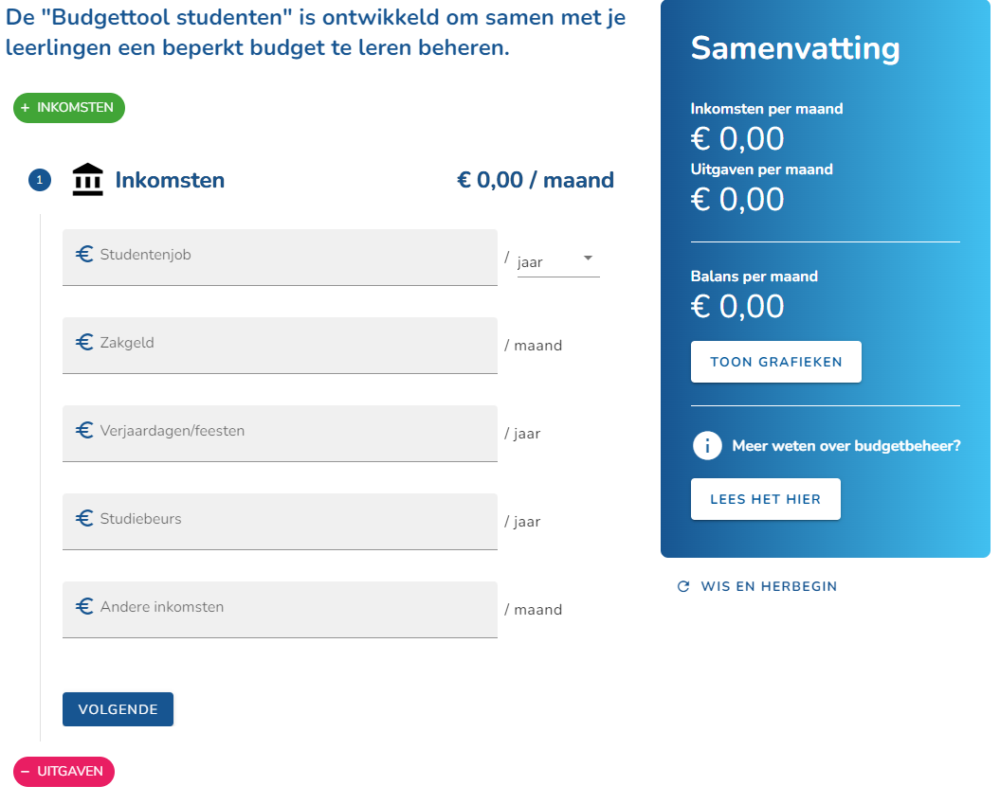 De "Budgettool studenten" is ontwikkeld om samen met je
leerlingen een beperkt budget te leren beheren.
+ INKOMSTEN
1 Inkomsten € 0,00 / maand
€ Studentenjob / jaar
€ Zakgeld / maand
€ Verjaardagen/feesten / jaar
€ Studiebeurs / jaar
€ Andere inkomsten / maand
VOLGENDE
− UITGAVEN
Samenvatting
Inkomsten per maand
€ 0,00
Uitgaven per maand
€ 0,00
Balans per maand
€ 0,00
TOON GRAFIEKEN
i Meer weten over budgetbeheer?
LEES HET HIER
WIS EN HERBEGIN